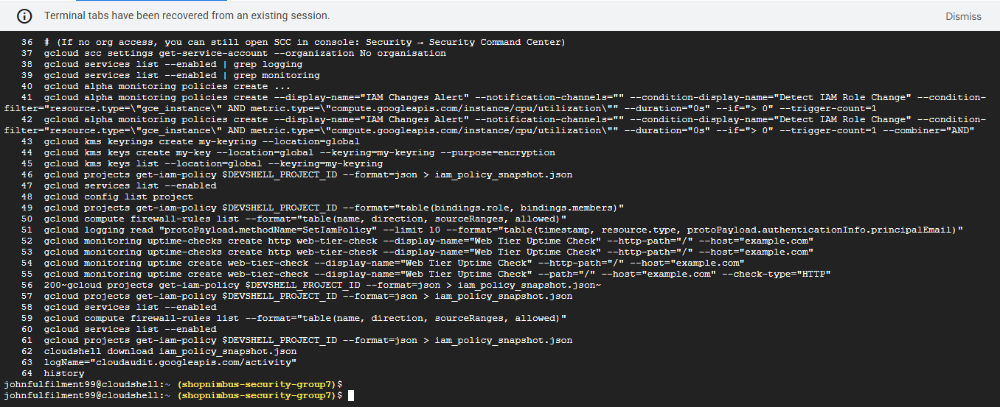 Terminal tabs have been recovered from an existing session.
Dismiss
36 # (If no org access, you can still open SCC in console: Security → Security Command Center)
37 gcloud scc settings get-service-account --organization No organisation
38 gcloud services list --enabled | grep logging
39 gcloud services list --enabled | grep monitoring
40 gcloud alpha monitoring policies create ...
41 gcloud alpha monitoring policies create --display-name="IAM Changes Alert" --notification-channels="" --condition-display-name="Detect IAM Role Change" --condition-
filter="resource.type=\"gce_instance\" AND metric.type=\"compute.googleapis.com/instance/cpu/utilization\"" --duration="0s" --if="> 0" --trigger-count=1
42 gcloud alpha monitoring policies create --display-name="IAM Changes Alert" --notification-channels="" --condition-display-name="Detect IAM Role Change" --condition-
filter="resource.type=\"gce_instance\" AND metric.type=\"compute.googleapis.com/instance/cpu/utilization\"" --duration="0s" --if="> 0" --trigger-count=1 --combiner="AND"
43 gcloud kms keyrings create my-keyring --location=global
44 gcloud kms keys create my-key --location=global --keyring=my-keyring --purpose=encryption
45 gcloud kms keys list --location=global --keyring=my-keyring
46 gcloud projects get-iam-policy $DEVSHELL_PROJECT_ID --format=json > iam_policy_snapshot.json
47 gcloud services list --enabled
48 gcloud config list project
49 gcloud projects get-iam-policy $DEVSHELL_PROJECT_ID --format="table(bindings.role, bindings.members)"
50 gcloud compute firewall-rules list --format="table(name, direction, sourceRanges, allowed)"
51 gcloud logging read "protoPayload.methodName=SetIamPolicy" --limit 10 --format="table(timestamp, resource.type, protoPayload.authenticationInfo.principalEmail)"
52 gcloud monitoring uptime-checks create http web-tier-check --display-name="Web Tier Uptime Check" --http-path="/" --host="example.com"
53 gcloud monitoring uptime-checks create http web-tier-check --display-name="Web Tier Uptime Check" --http-path="/" --host="example.com"
54 gcloud monitoring uptime create web-tier-check --display-name="Web Tier Uptime Check" --http-path="/" --host="example.com"
55 gcloud monitoring uptime create web-tier-check --display-name="Web Tier Uptime Check" --path="/" --host="example.com" --check-type="HTTP"
56 200~gcloud projects get-iam-policy $DEVSHELL_PROJECT_ID --format=json > iam_policy_snapshot.json~
57 gcloud projects get-iam-policy $DEVSHELL_PROJECT_ID --format=json > iam_policy_snapshot.json
58 gcloud services list --enabled
59 gcloud compute firewall-rules list --format="table(name, direction, sourceRanges, allowed)"
60 gcloud services list --enabled
61 gcloud projects get-iam-policy $DEVSHELL_PROJECT_ID --format=json > iam_policy_snapshot.json
62 cloudshell download iam_policy_snapshot.json
63 logName="cloudaudit.googleapis.com/activity"
64 history
johnfulfilment99@cloudshell:~ (shopnimbus-security-group7)$
johnfulfilment99@cloudshell:~ (shopnimbus-security-group7)$